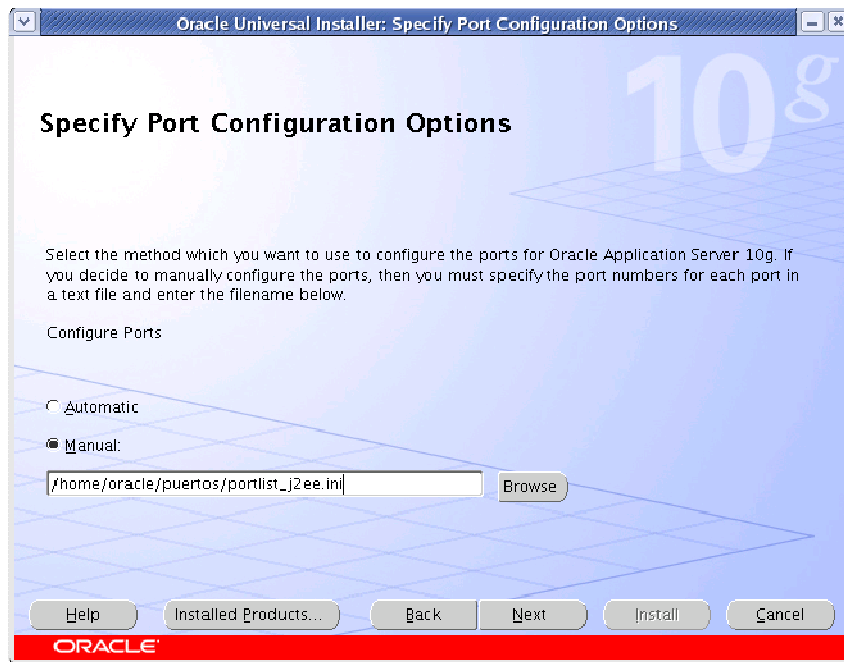 Oracle Universal Installer: Specify Port Configuration Options
10g
Specify Port Configuration Options
Select the method which you want to use to configure the ports for Oracle Application Server 10g. If
you decide to manually configure the ports, then you must specify the port numbers for each port in
a text file and enter the filename below.
Configure Ports
Automatic
Manual:
/home/oracle/puertos/portlist_j2ee.ini
Browse
Help
Installed Products...
Back
Next
Install
Cancel
ORACLE